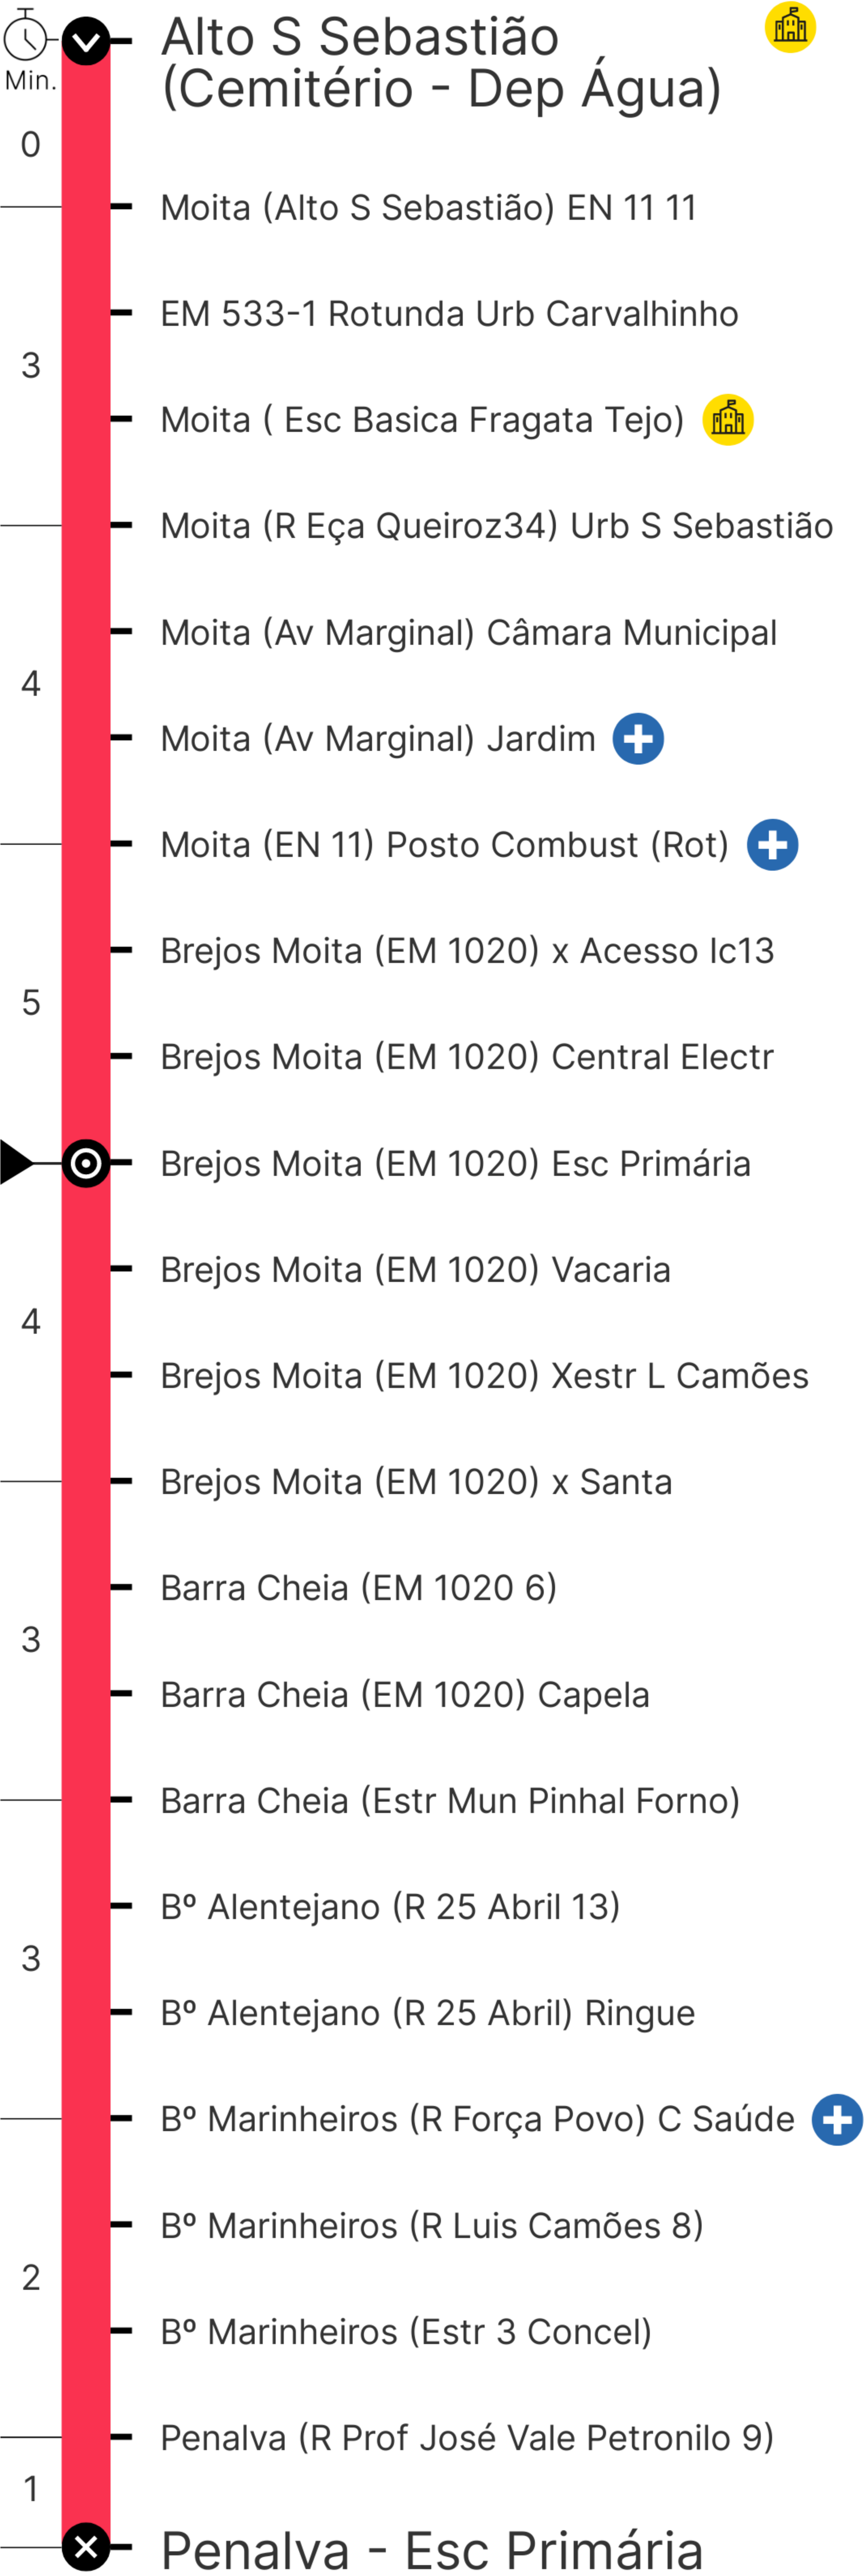 Alto S Sebastião
(Cemitério - Dep Água)
Min.
0
Moita (Alto S Sebastião) EN 11 11
EM 533-1 Rotunda Urb Carvalhinho
3
Moita ( Esc Basica Fragata Tejo)
Moita (R Eça Queiroz34) Urb S Sebastião
Moita (Av Marginal) Câmara Municipal
4
Moita (Av Marginal) Jardim
Moita (EN 11) Posto Combust (Rot)
Brejos Moita (EM 1020) x Acesso Ic13
5
Brejos Moita (EM 1020) Central Electr
Brejos Moita (EM 1020) Esc Primária
Brejos Moita (EM 1020) Vacaria
4
Brejos Moita (EM 1020) Xestr L Camões
Brejos Moita (EM 1020) x Santa
Barra Cheia (EM 1020 6)
3
Barra Cheia (EM 1020) Capela
Barra Cheia (Estr Mun Pinhal Forno)
Bº Alentejano (R 25 Abril 13)
3
Bº Alentejano (R 25 Abril) Ringue
Bº Marinheiros (R Força Povo) C Saúde
Bº Marinheiros (R Luis Camões 8)
2
Bº Marinheiros (Estr 3 Concel)
Penalva (R Prof José Vale Petronilo 9)
1
Penalva - Esc Primária